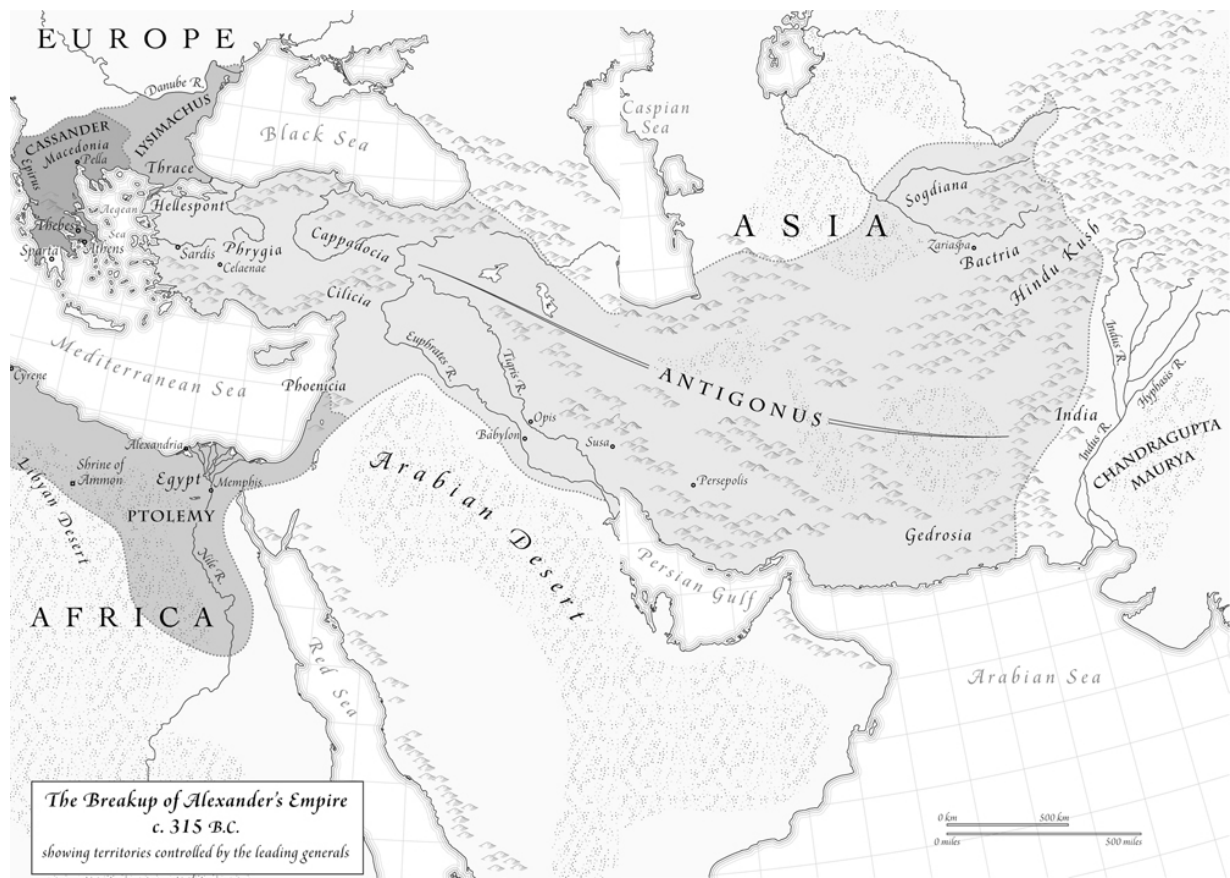 EUROPE
Danube R.
Black Sea
Caspian
Sea
CASSANDER
LYSIMACHUS
Macedonia
Pella
Epirus
Thrace
Aegean
Sea
Hellespont
Thebes
Athens
Sparta
Sardis
Phrygia
Celaenae
Cappadocia
Cilicia
ASIA
Sogdiana
Zariaspa
Bactria
Hindu Kush
Mediterranean Sea
Cyrene
Phoenicia
Euphrates R.
Tigris R.
ANTIGONUS
Opis
Babylon
Susa
Persepolis
India
Indus R.
Hyphasis R.
Indus R.
CHANDRAGUPTA
MAURYA
Gedrosia
Alexandria
Shrine of
Ammon
Egypt
Memphis
PTOLEMY
Libyan Desert
Nile R.
Arabian Desert
Persian Gulf
AFRICA
Red Sea
Arabian Sea
The Breakup of Alexander's Empire
c. 315 B.C.
showing territories controlled by the leading generals
0 km 500 km
0 miles 500 miles